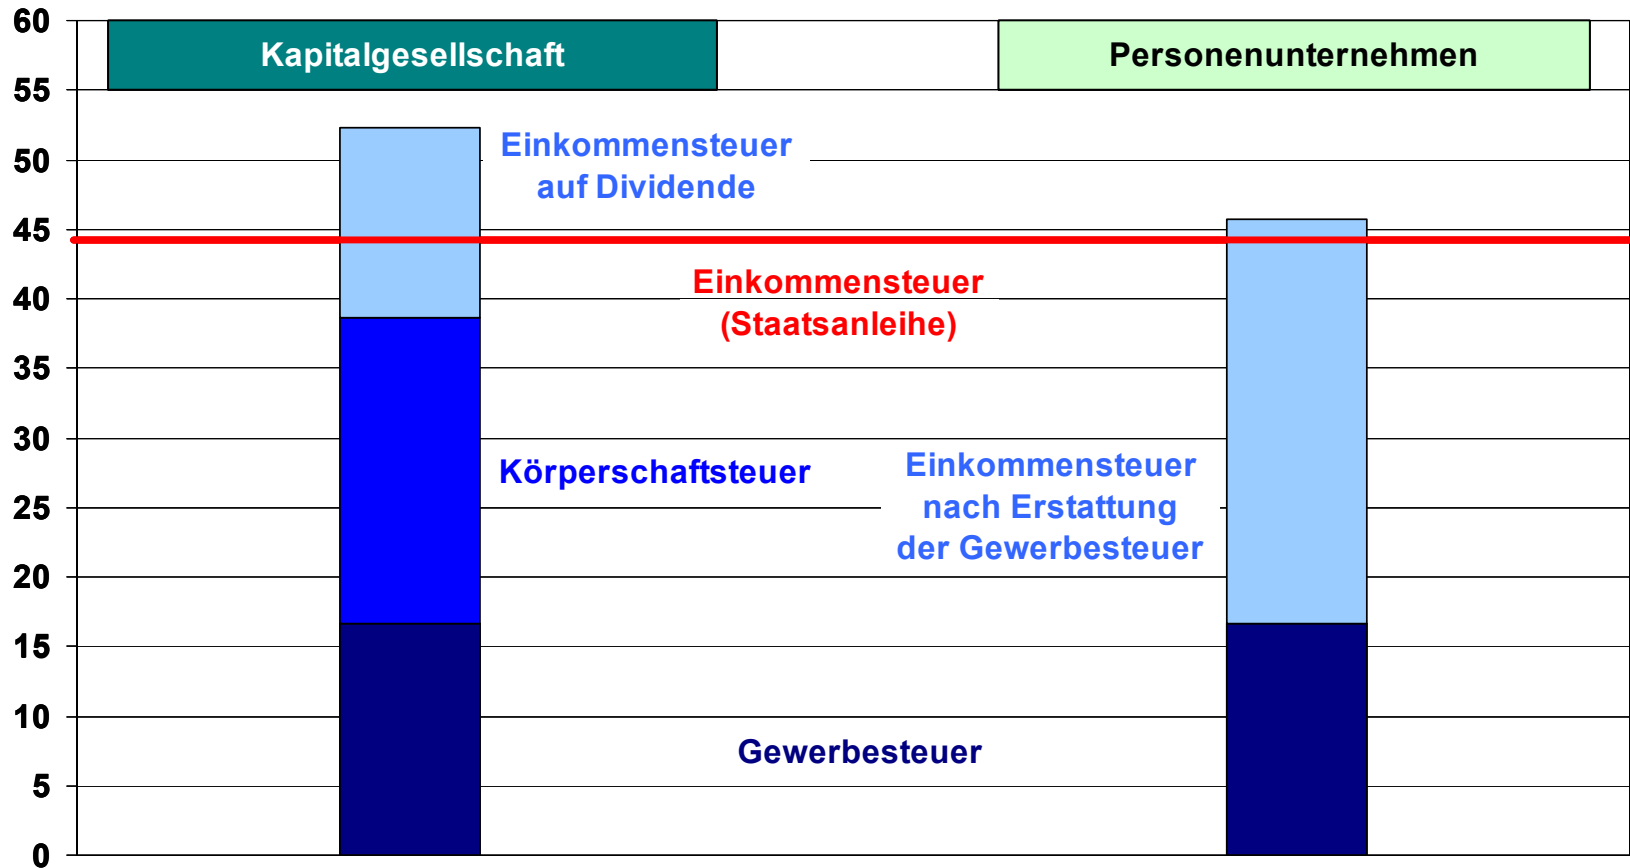 60
55
50
45
40
35
30
25
20
15
10
5
0
Kapitalgesellschaft
Personenunternehmen
Einkommensteuer
auf Dividende
Einkommensteuer
(Staatsanleihe)
Körperschaftsteuer
Einkommensteuer
nach Erstattung
der Gewerbesteuer
Gewerbesteuer